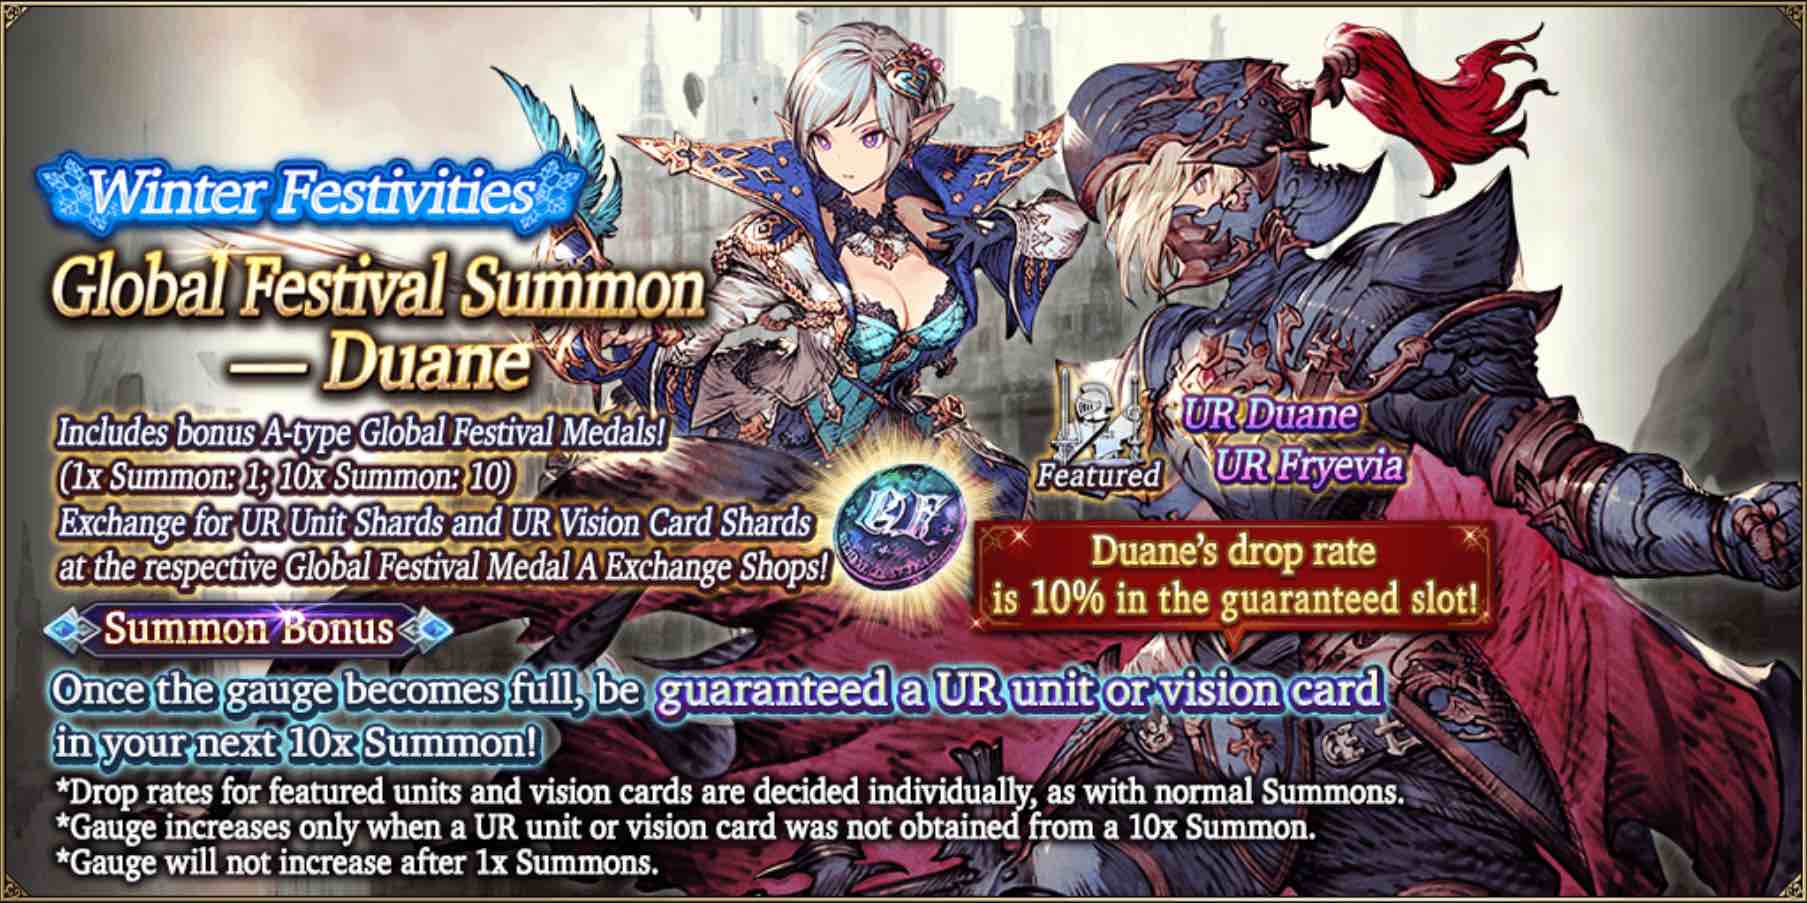 Winter Festivities
Global Festival Summon
— Duane
Includes bonus A-type Global Festival Medals!
(1x Summon: 1; 10x Summon: 10)
Exchange for UR Unit Shards and UR Vision Card Shards
at the respective Global Festival Medal A Exchange Shops!
GF
2
Featured
UR Duane
UR Fryevia
Duane's drop rate
is 10% in the guaranteed slot!
Summon Bonus
Once the gauge becomes full, be guaranteed a UR unit or vision card
in your next 10x Summon!
*Drop rates for featured units and vision cards are decided individually, as with normal Summons.
*Gauge increases only when a UR unit or vision card was not obtained from a 10x Summon.
*Gauge will not increase after 1x Summons.